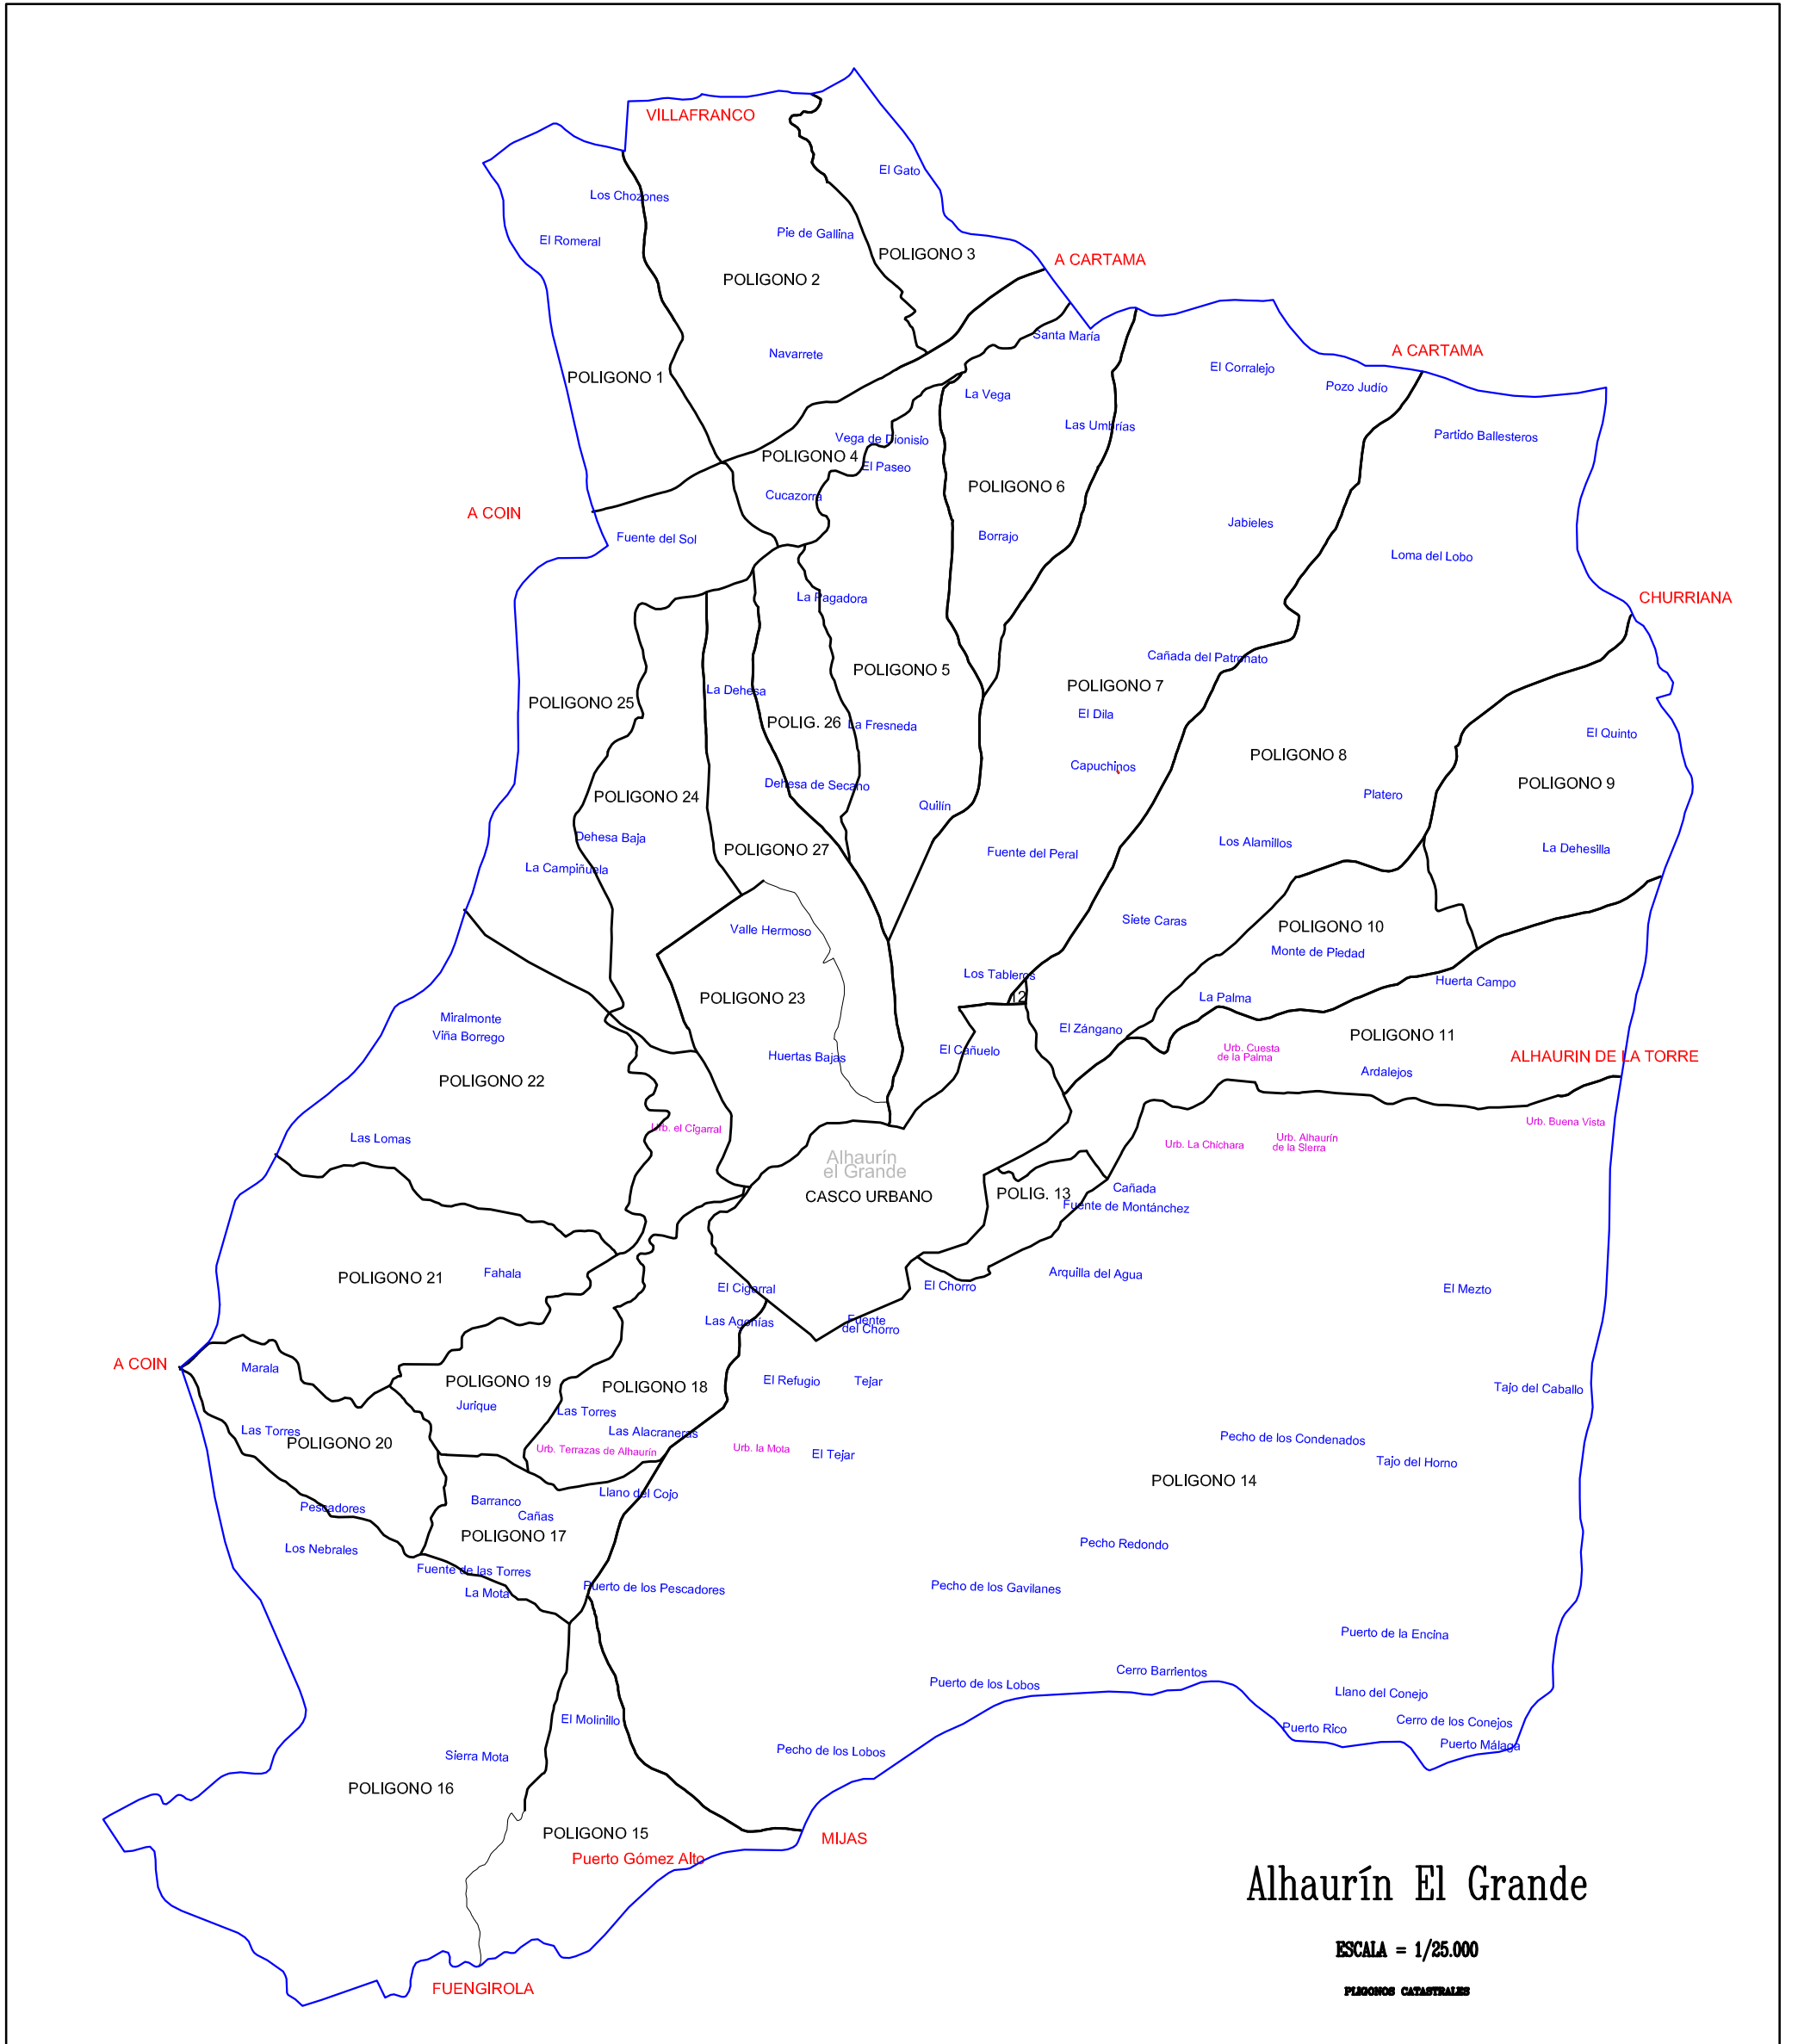 VILLAFRANCO
El Gato
Los Chozones
Pie de Gallina
El Romeral
POLIGONO 3
A CARTAMA
POLIGONO 2
Santa María
A CARTAMA
Navarrete
El Corralejo
POLIGONO 1
Pozo Judío
La Vega
Las Umbrías
Partido Ballesteros
Vega de Dionisio
POLIGONO 4
El Paseo
POLIGONO 6
Cucazorra
A COIN
Jabieles
Fuente del Sol
Borrajo
Loma del Lobo
La Pagadora
CHURRIANA
Cañada del Patronato
POLIGONO 5
POLIGONO 7
La Dehesa
POLIGONO 25
El Dila
POLIG. 26
La Fresneda
El Quinto
POLIGONO 8
Capuchinos
Dehesa de Secano
POLIGONO 9
POLIGONO 24
Platero
Quilín
Dehesa Baja
Los Alamillos
POLIGONO 27
Fuente del Peral
La Dehesilla
La Campiñuela
Siete Caras
POLIGONO 10
Valle Hermoso
Monte de Piedad
Los Tableros
Huerta Campo
POLIGONO 23
12
La Palma
Miralmonte
El Zángano
Viña Borrego
POLIGONO 11
Urb. Cuesta
de la Palma
El Cañuelo
Huertas Bajas
ALHAURIN DE LA TORRE
Ardalejos
POLIGONO 22
Urb. Buena Vista
Urb. el Cigarral
Las Lomas
Urb. La Chíchara
Urb. Alhaurín
de la Sierra
Alhaurín
el Grande
Cañada
CASCO URBANO
POLIG. 13
Fuente de Montánchez
POLIGONO 21
Fahala
Arquilla del Agua
El Cigarral
El Chorro
El Mezto
Las Agonías
Fuente
del Chorro
A COIN
Marala
POLIGONO 19
POLIGONO 18
El Refugio
Tejar
Tajo del Caballo
Jurique
Las Torres
Las Torres
Las Alacraneras
POLIGONO 20
Pecho de los Condenados
Urb. Terrazas de Alhaurín
Urb. la Mota
El Tejar
Tajo del Horno
POLIGONO 14
Llano del Cojo
Barranco
Pescadores
Cañas
POLIGONO 17
Los Nebrales
Pecho Redondo
Fuente de las Torres
La Mota
Puerto de los Pescadores
Pecho de los Gavilanes
Puerto de la Encina
Cerro Barrientos
Puerto de los Lobos
Llano del Conejo
El Molinillo
Cerro de los Conejos
Puerto Rico
Puerto Málaga
Pecho de los Lobos
Sierra Mota
POLIGONO 16
POLIGONO 15
MIJAS
Puerto Gómez Alto
Alhaurín El Grande
ESCALA = 1/25.000
FUENGIROLA
PLIGONOS CATASTRALES